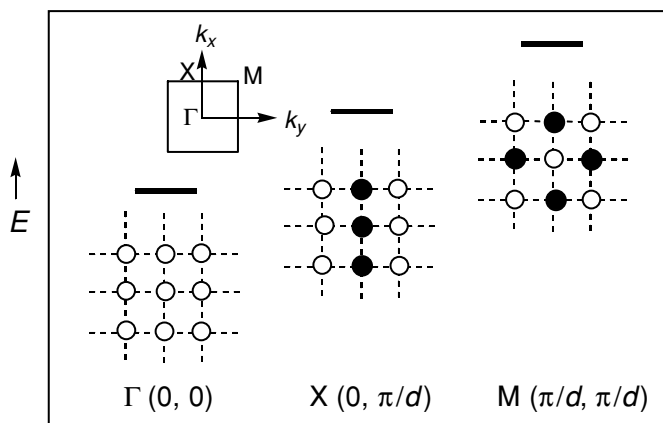 k_x
X M
Γ k_y
E
Γ (0, 0) X (0, π/d) M (π/d, π/d)